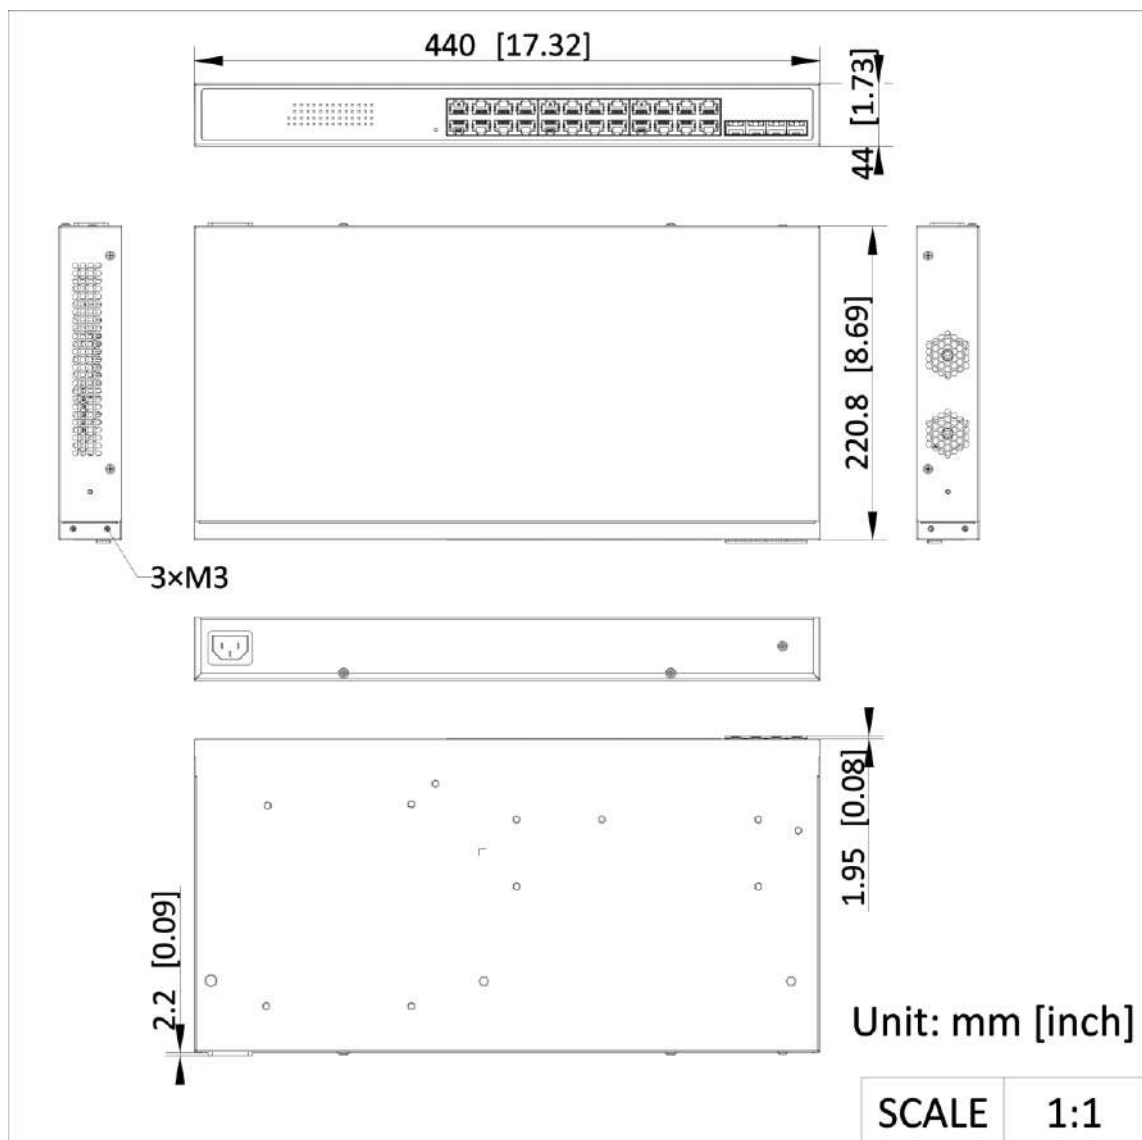 440 [17.32]
44 [1.73]
220.8 [8.69]
3×M3
1.95 [0.08]
2.2 [0.09]
Unit: mm [inch]
SCALE 1:1